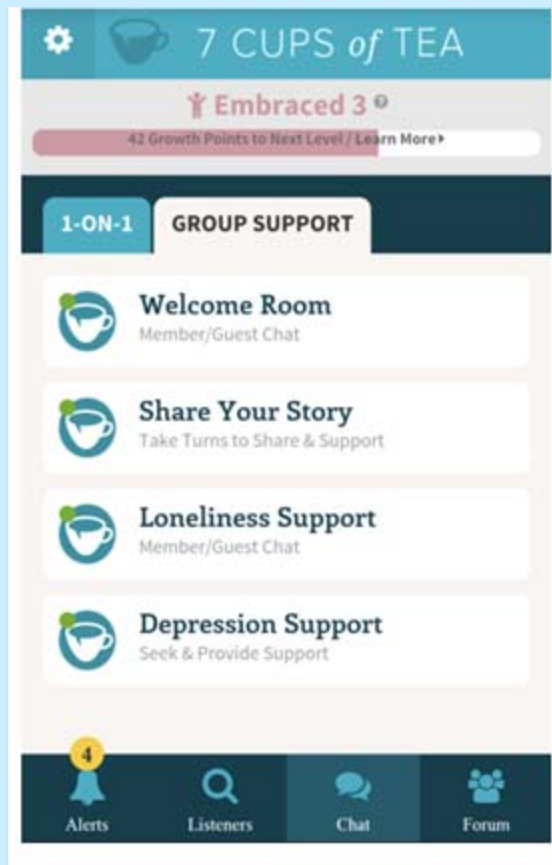 7 CUPS of TEA
Embraced 3 ?
42 Growth Points to Next Level / Learn More
1-ON-1
GROUP SUPPORT
Welcome Room
Member/Guest Chat
Share Your Story
Take Turns to Share & Support
Loneliness Support
Member/Guest Chat
Depression Support
Seek & Provide Support
4
Alerts
Listeners
Chat
Forum